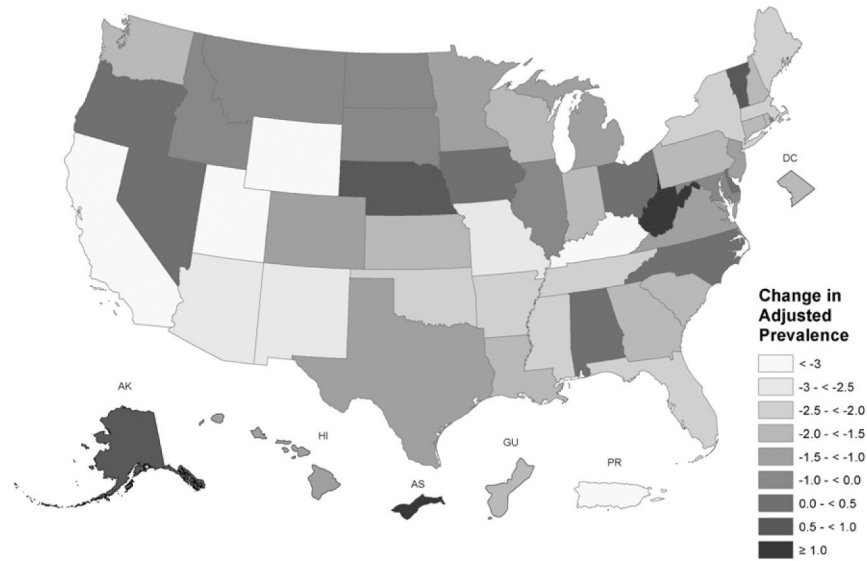 DC
Change in
Adjusted
Prevalence
< -3
-3 - < -2.5
-2.5 - < -2.0
-2.0 - < -1.5
-1.5 - < -1.0
-1.0 - < 0.0
0.0 - < 0.5
0.5 - < 1.0
≥ 1.0
AK
HI
AS
GU
PR